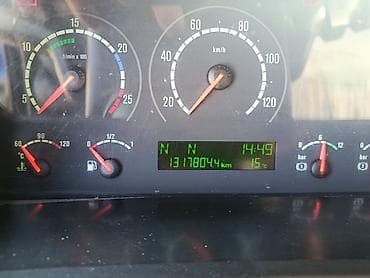 10 15 20
5 25
1/min x 100
20 40 60 80 100 120
km/h
60 90 120
°C
0 1/2 1
N N 14:49
1317804.4 km 15 °C
0 6 12
bar
0
bar